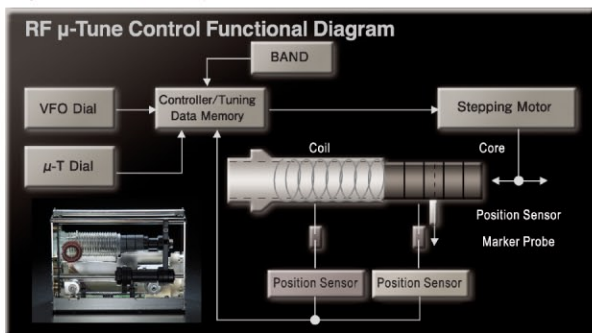 RF μ-Tune Control Functional Diagram
BAND
VFO Dial
Controller/Tuning
Data Memory
Stepping Motor
μ-T Dial
Coil
Core
Position Sensor
Marker Probe
Position Sensor
Position Sensor